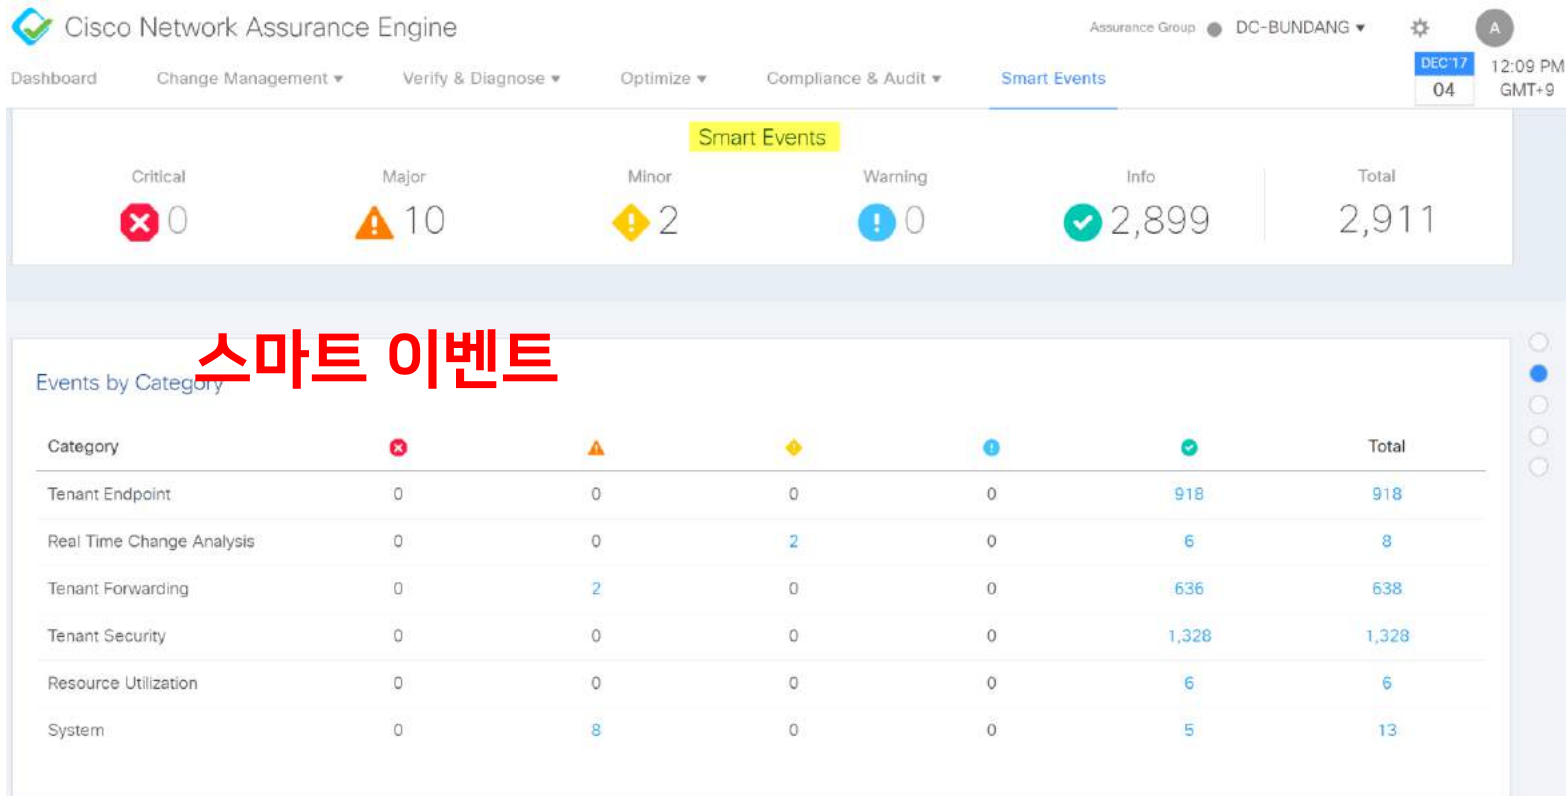 Cisco Network Assurance Engine
Assurance Group DC-BUNDANG
A
Dashboard Change Management Verify & Diagnose Optimize Compliance & Audit Smart Events
DEC'17
04
12:09 PM
GMT+9
Smart Events
Critical Major Minor Warning Info Total
0 10 2 0 2,899 2,911
스마트 이벤트
Events by Category
Category Total
Tenant Endpoint 0 0 0 0 918 918
Real Time Change Analysis 0 0 2 0 6 8
Tenant Forwarding 0 2 0 0 636 638
Tenant Security 0 0 0 0 1,328 1,328
Resource Utilization 0 0 0 0 6 6
System 0 8 0 0 5 13